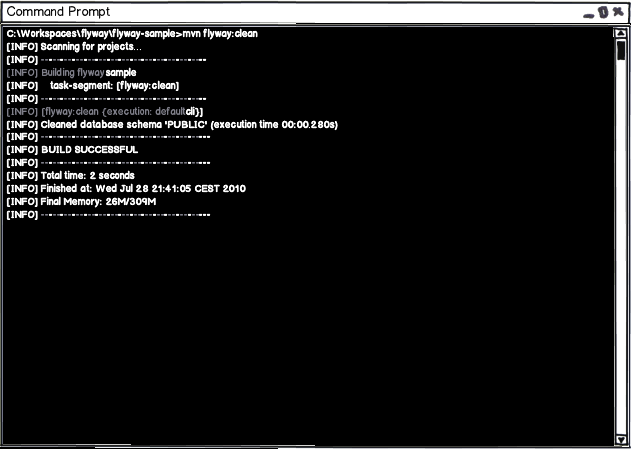 Command Prompt
C:\Workspaces\flyway\flyway-sample>mvn flyway:clean
[INFO] Scanning for projects...
[INFO] ----------------------------------------
[INFO] Building flyway sample
[INFO] task-segment: [flyway:clean]
[INFO] ----------------------------------------
[INFO] [flyway:clean {execution: defaultcli}]
[INFO] Cleaned database schema 'PUBLIC' (execution time 00:00.280s)
[INFO] ----------------------------------------
[INFO] BUILD SUCCESSFUL
[INFO] ----------------------------------------
[INFO] Total time: 2 seconds
[INFO] Finished at: Wed Jul 28 21:41:05 CEST 2010
[INFO] Final Memory: 26M/309M
[INFO] ----------------------------------------